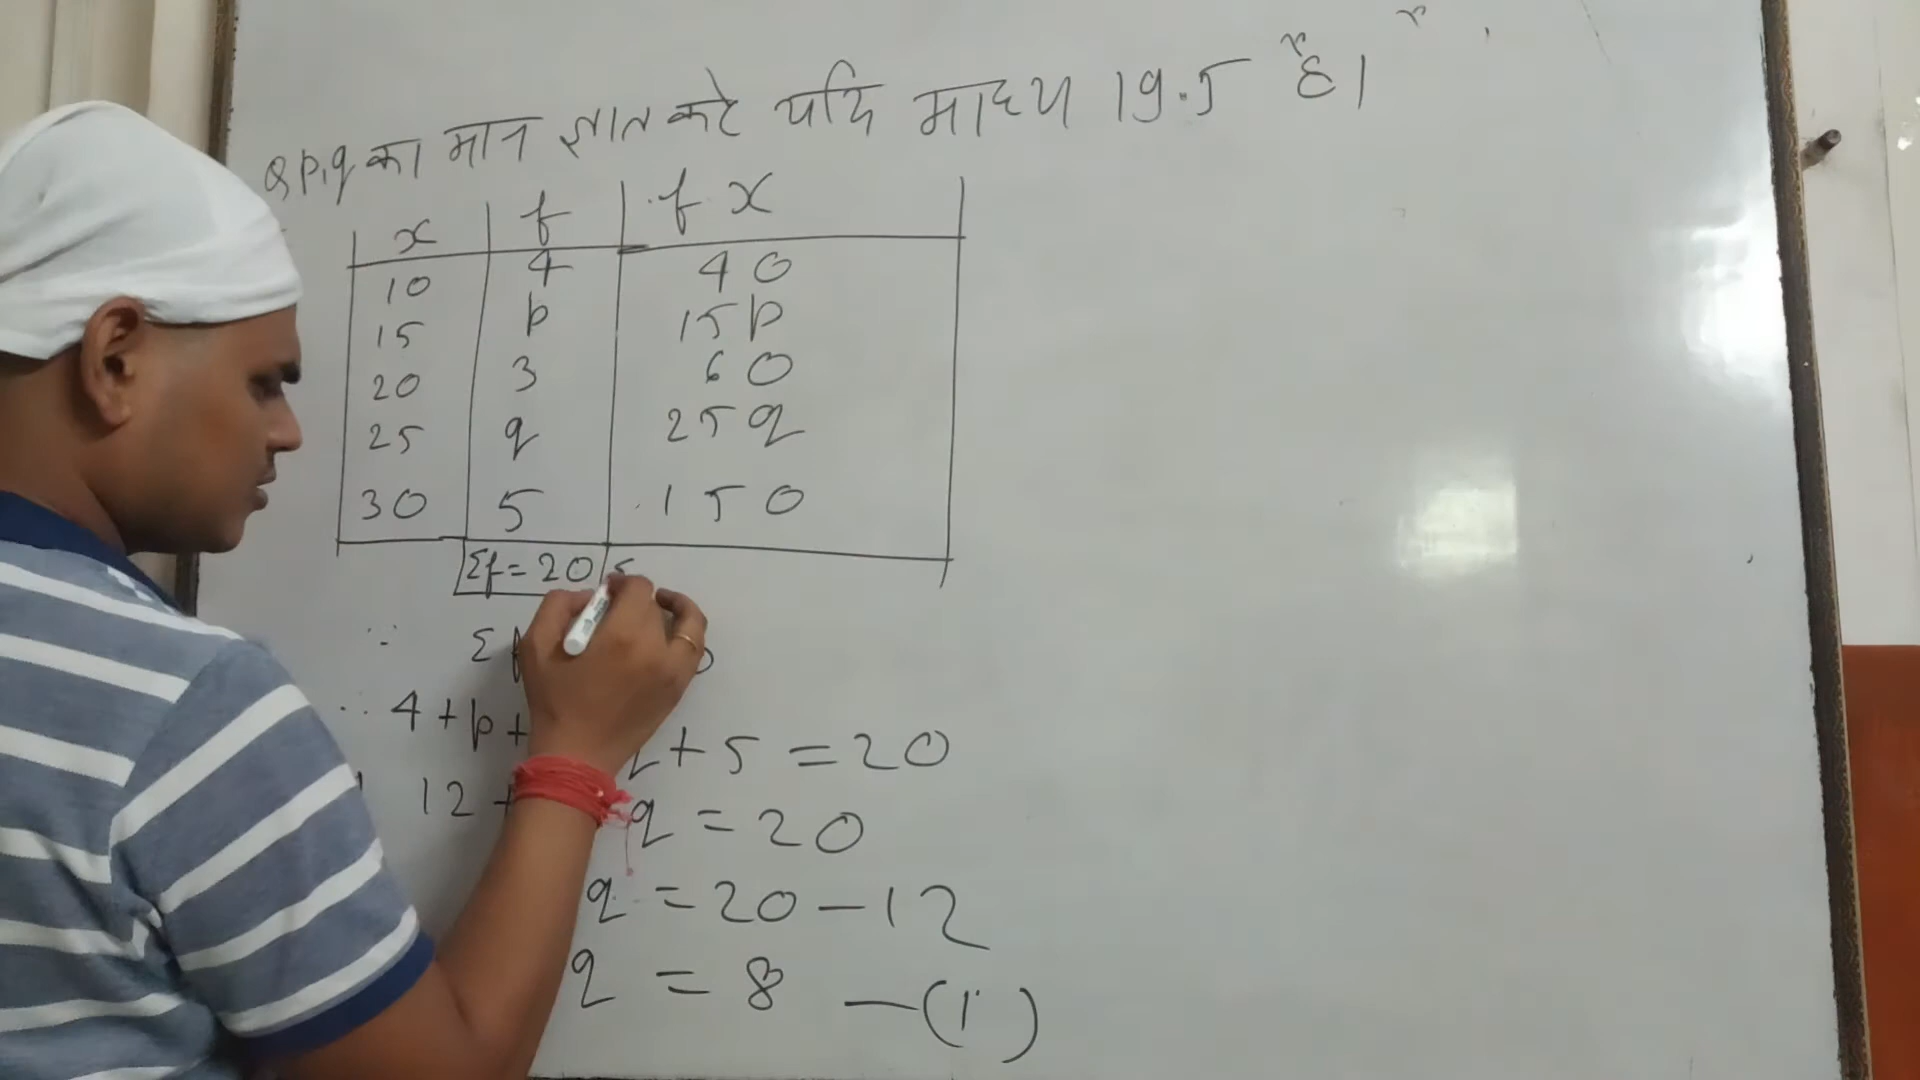 Q p,q का मान ज्ञात करे यदि माध्य 19.5 है।
x f fx
10 4 40
15 p 15p
20 3 60
25 q 25q
30 5 150
Σf = 20
∵ Σ
∴ 4 + p + + 5 = 20
12 + q = 20
q = 20 - 12
q = 8 —(1)